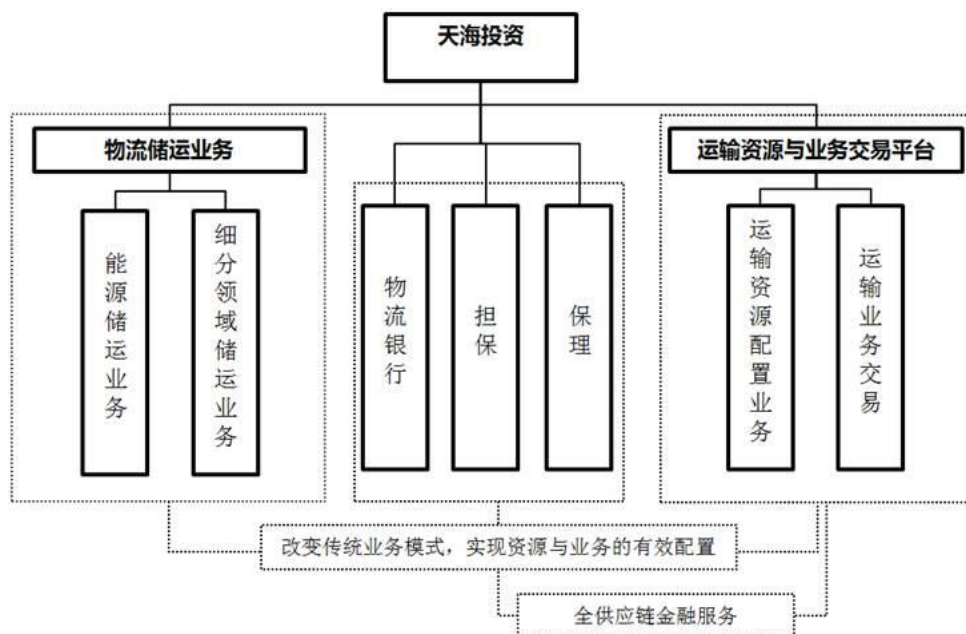 天海投资
物流储运业务
运输资源与业务交易平台
能源储运业务
细分领域储运业务
物流银行
担保
保理
运输资源配置业务
运输业务交易
改变传统业务模式，实现资源与业务的有效配置
全供应链金融服务